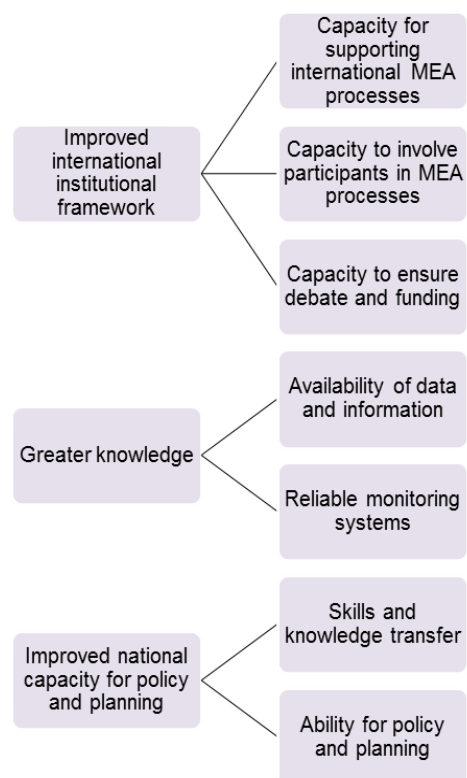 Improved
international
institutional
framework
Capacity for
supporting
international MEA
processes
Capacity to involve
participants in MEA
processes
Capacity to ensure
debate and funding
Greater knowledge
Availability of data
and information
Reliable monitoring
systems
Improved national
capacity for policy
and planning
Skills and
knowledge transfer
Ability for policy
and planning